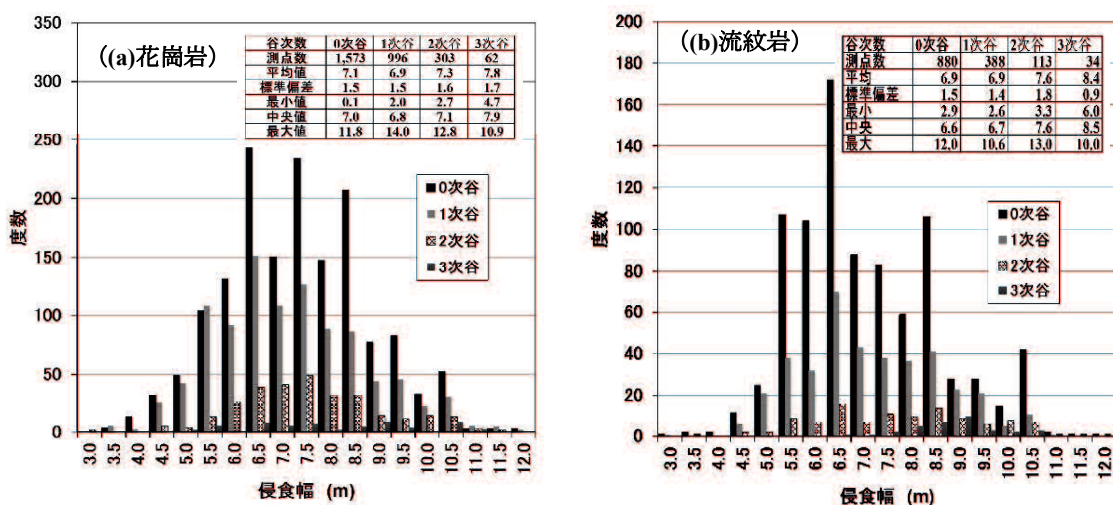 ((a)花崗岩)
谷次数 0次谷 1次谷 2次谷 3次谷
測点数 1,573 996 303 62
平均値 7.1 6.9 7.3 7.8
標準偏差 1.5 1.5 1.6 1.7
最小値 0.1 2.0 2.7 4.7
中央値 7.0 6.8 7.1 7.9
最大値 11.8 14.0 12.8 10.9
350
300
250
200
150
100
50
0
度数
0次谷
1次谷
2次谷
3次谷
3.0 3.5 4.0 4.5 5.0 5.5 6.0 6.5 7.0 7.5 8.0 8.5 9.0 9.5 10.0 10.5 11.0 11.5 12.0
侵食幅 (m)
((b)流紋岩)
谷次数 0次谷 1次谷 2次谷 3次谷
測点数 880 388 113 34
平均 6.9 6.9 7.6 8.4
標準偏差 1.5 1.4 1.8 0.9
最小 2.9 2.6 3.3 6.0
中央 6.6 6.7 7.6 8.5
最大 12.0 10.6 13.0 10.0
200
180
160
140
120
100
80
60
40
20
0
度数
0次谷
1次谷
2次谷
3次谷
3.0 3.5 4.0 4.5 5.0 5.5 6.0 6.5 7.0 7.5 8.0 8.5 9.0 9.5 10.0 10.5 11.0 11.5 12.0
侵食幅 (m)